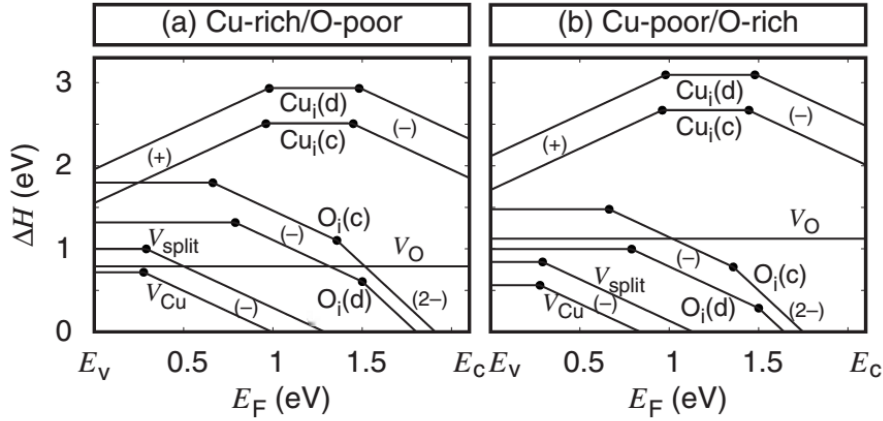 (a) Cu-rich/O-poor
(b) Cu-poor/O-rich
ΔH (eV)
3
2
1
0
Cu_i(d)
Cu_i(c)
(+)
(–)
O_i(c)
V_split
(–)
V_O
V_Cu
(–)
O_i(d)
(2–)
E_v 0.5 1 1.5 E_c
E_F (eV)
Cu_i(d)
Cu_i(c)
(+)
(–)
V_O
(–)
O_i(c)
V_split
V_Cu
(–)
O_i(d)
(2–)
E_v 0.5 1 1.5 E_c
E_F (eV)